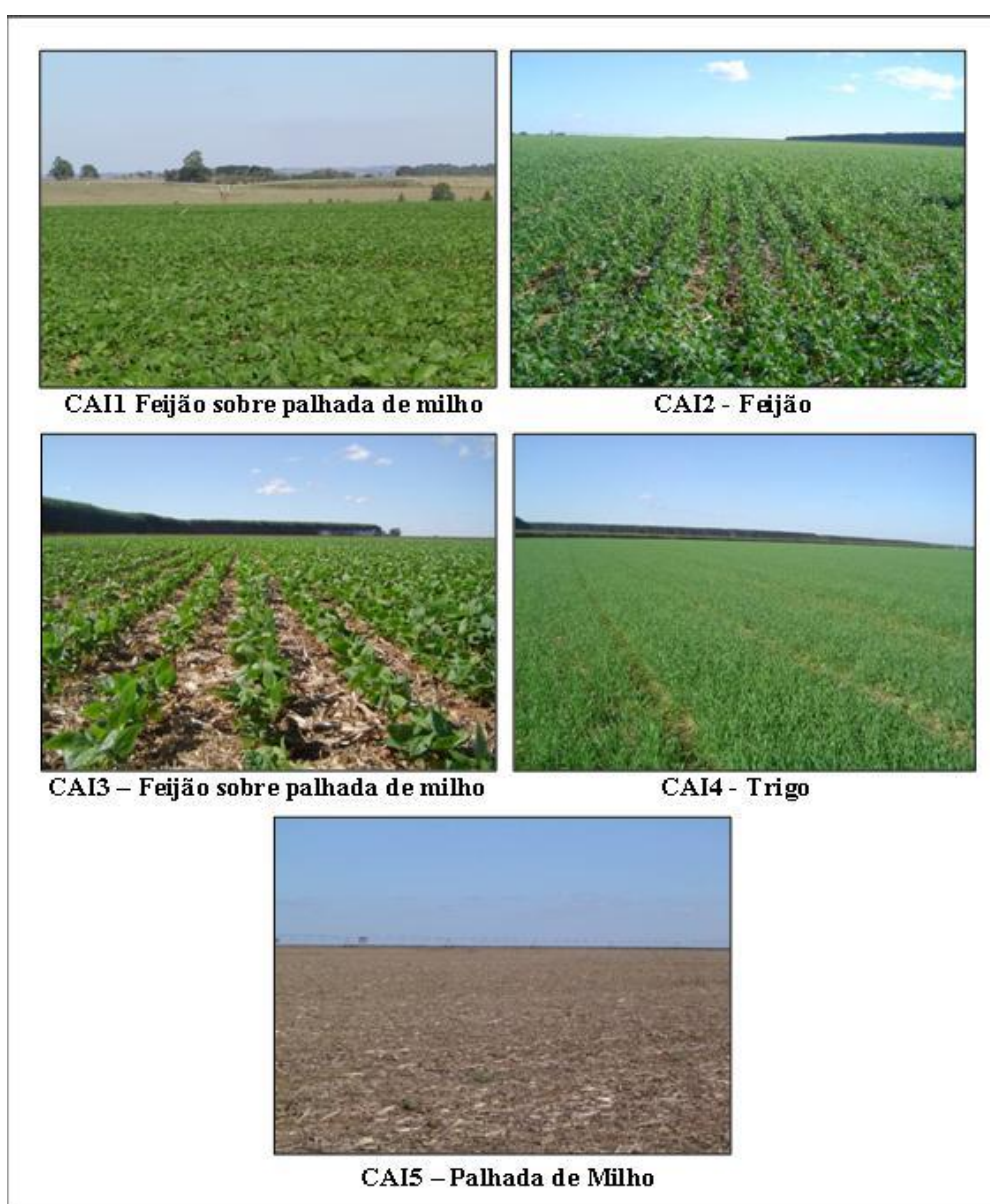 CAI1 Feijão sobre palhada de milho
CAI2 - Feijão
CAI3 – Feijão sobre palhada de milho
CAI4 - Trigo
CAI5 – Palhada de Milho